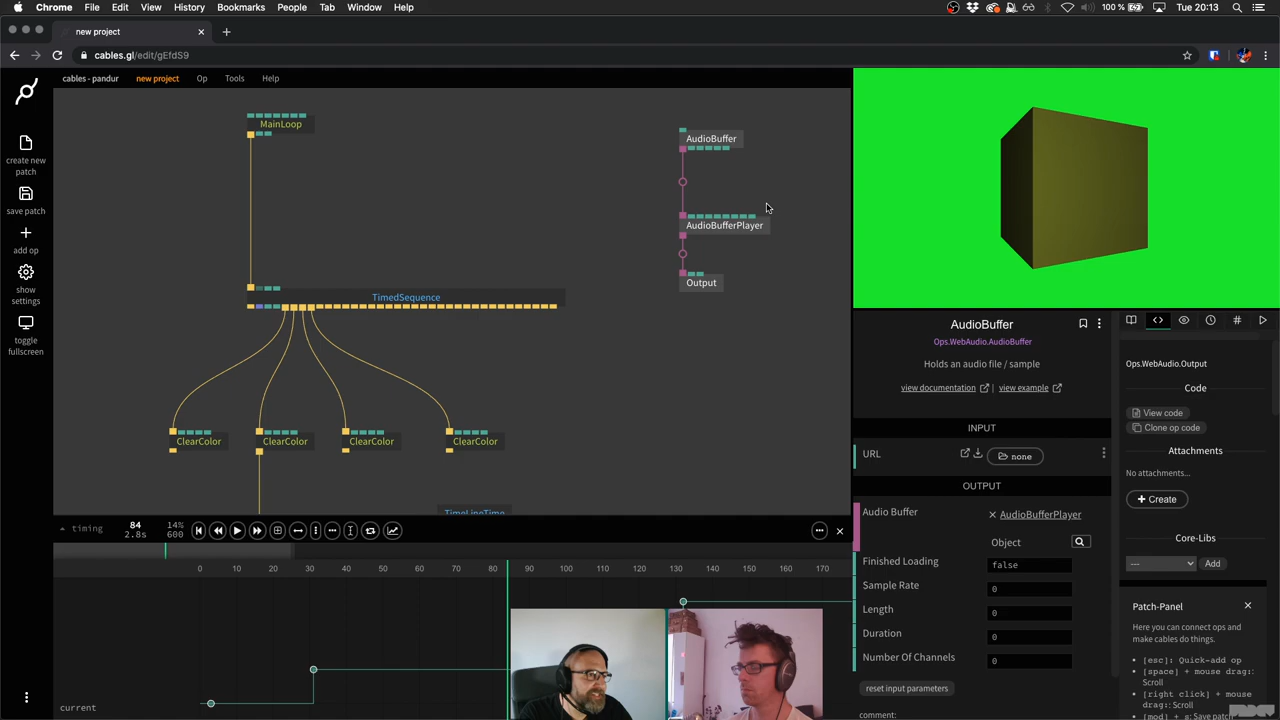 Chrome File Edit View History Bookmarks People Tab Window Help 100 % Tue 20:13
new project
cables.gl/edit/gEfdS9
cables - pandur new project Op Tools Help
create new
patch
save patch
add op
show
settings
toggle
fullscreen
MainLoop
AudioBuffer
AudioBufferPlayer
Output
TimedSequence
ClearColor ClearColor ClearColor ClearColor
TimeLineTime
AudioBuffer
Ops.WebAudio.AudioBuffer
Holds an audio file / sample
view documentation view example
INPUT
URL none
OUTPUT
Audio Buffer × AudioBufferPlayer
Object
Finished Loading false
Sample Rate 0
Length 0
Duration 0
Number Of Channels 0
reset input parameters
comment:
Ops.WebAudio.Output
Code
View code
Clone op code
Attachments
No attachments...
+ Create
Core-Libs
--- Add
Patch-Panel
Here you can connect ops and
make cables do things.
[esc]: Quick-add op
[space] + mouse drag:
Scroll
[right click] + mouse
drag: Scroll
[mod] + s: Save patch
timing 84 14%
2.8s 600
0 10 20 30 40 50 60 70 80 90 100 110 120 130 140 150 160 170
current